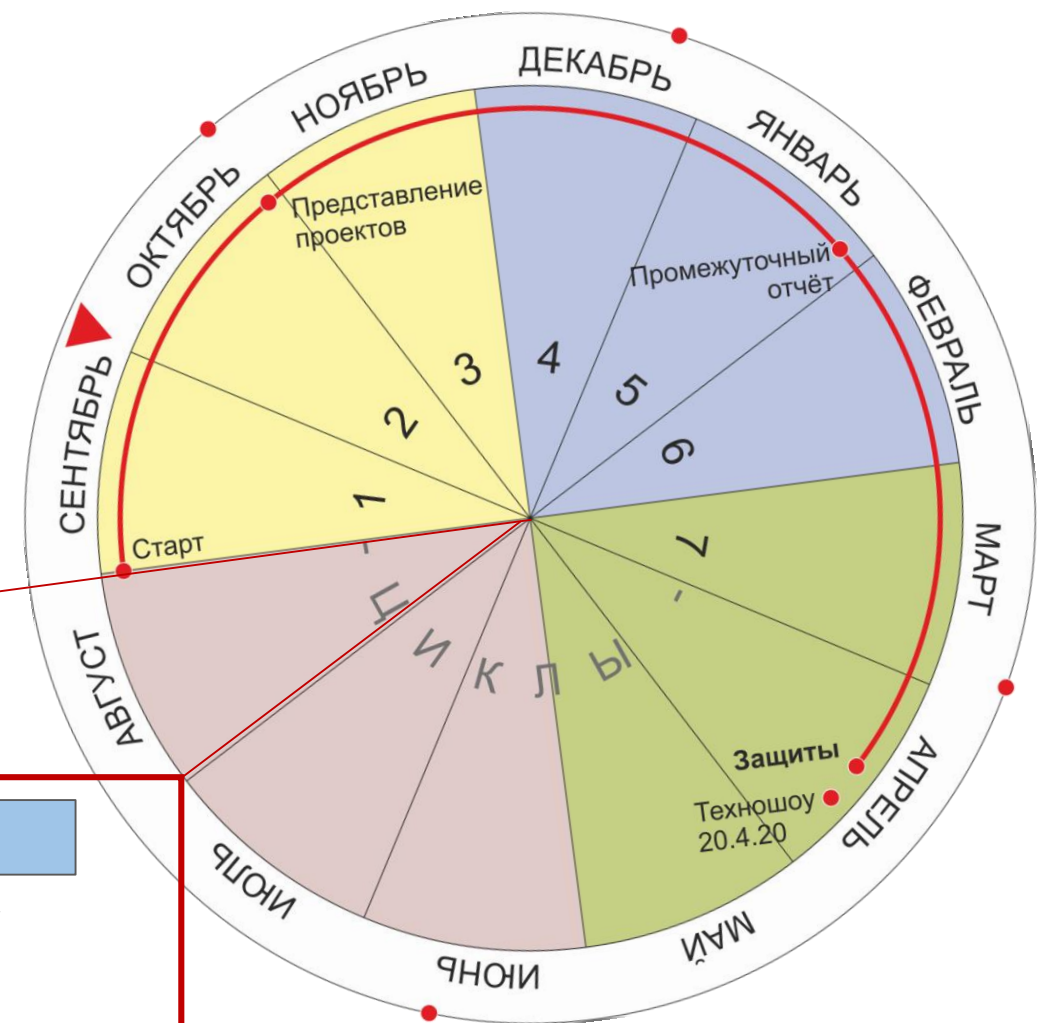 СЕНТЯБРЬ
ОКТЯБРЬ
НОЯБРЬ
ДЕКАБРЬ
ЯНВАРЬ
ФЕВРАЛЬ
МАРТ
АПРЕЛЬ
МАЙ
ИЮНЬ
ИЮЛЬ
АВГУСТ
Старт
Представление
проектов
Промежуточный
отчёт
Защиты
Техношоу
20.4.20
1
2
3
4
5
6
7
- ЦИКЛЫ -